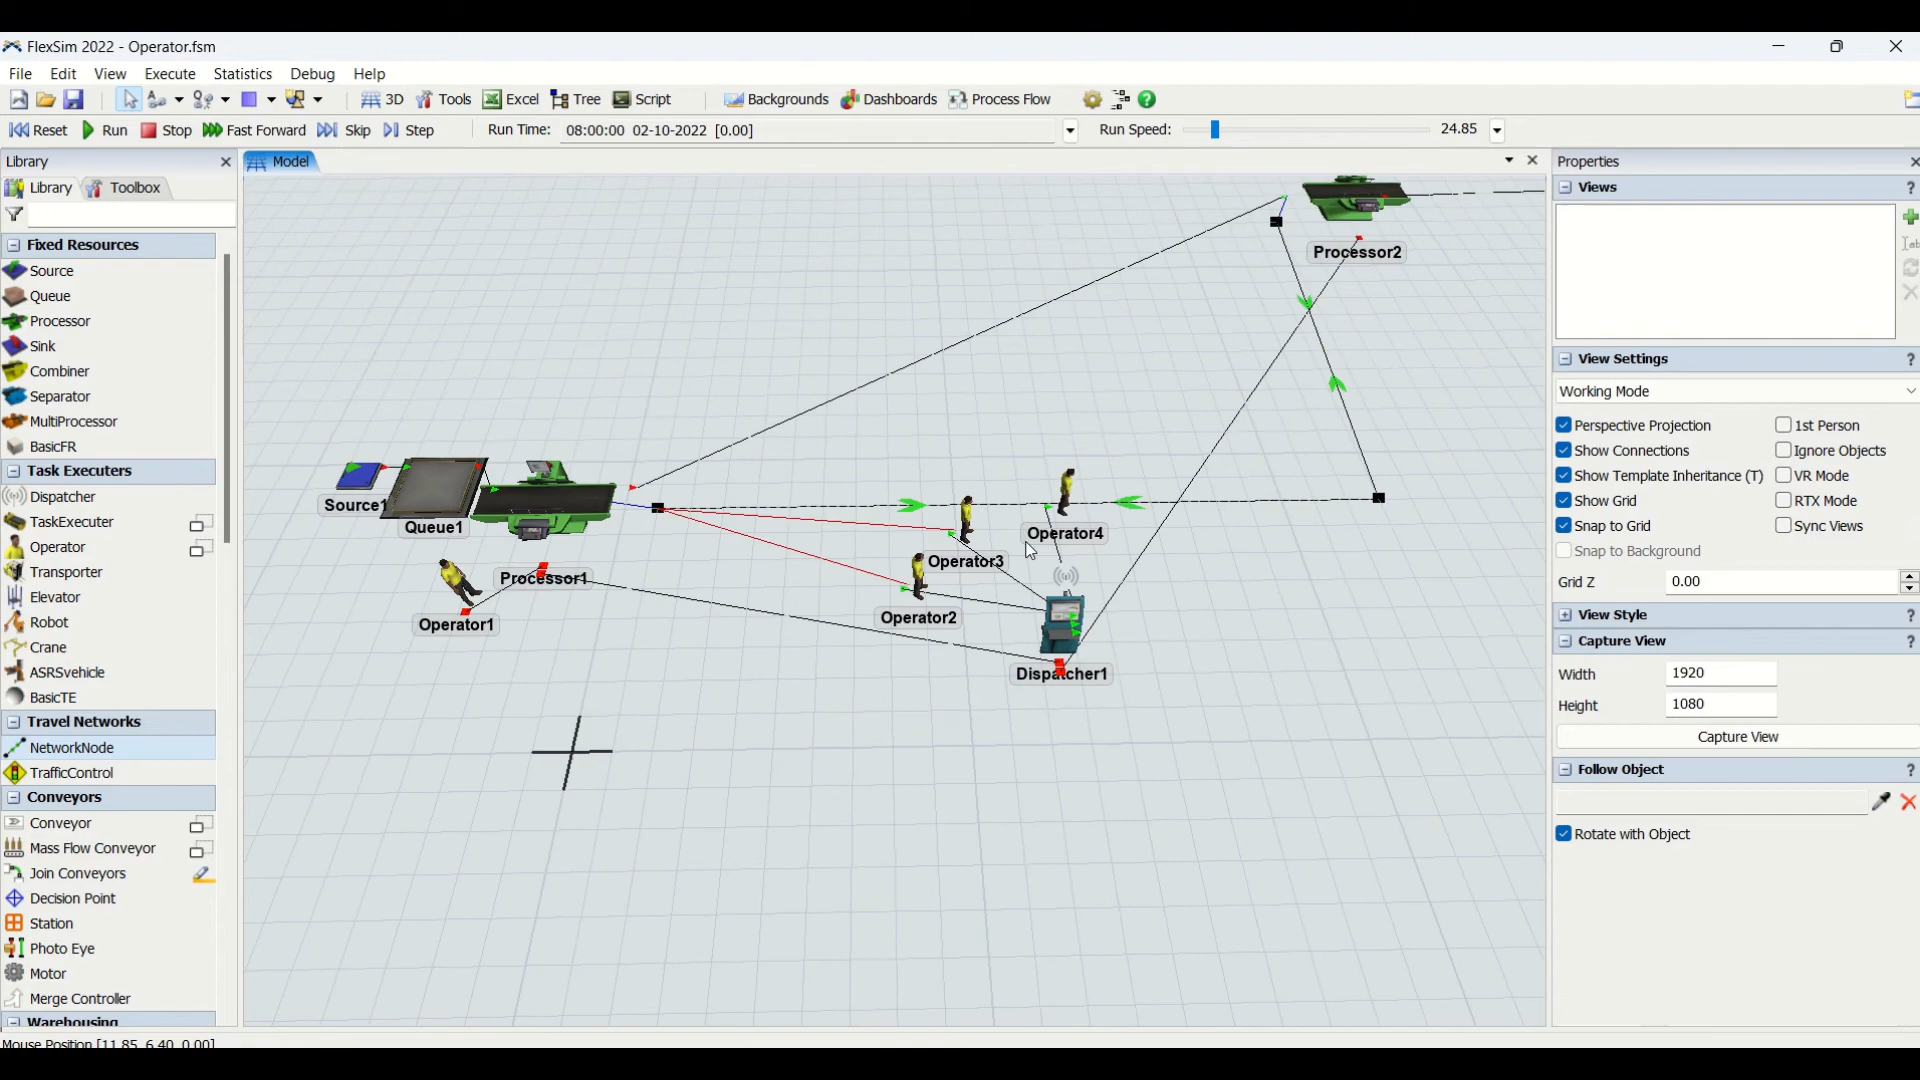 FlexSim 2022 - Operator.fsm
File Edit View Execute Statistics Debug Help
3D Tools Excel Tree Script Backgrounds Dashboards Process Flow
Reset Run Stop Fast Forward Skip Step Run Time: 08:00:00 02-10-2022 [0.00] Run Speed: 24.85
Library
Library Toolbox
Fixed Resources
Source
Queue
Processor
Sink
Combiner
Separator
MultiProcessor
BasicFR
Task Executers
Dispatcher
TaskExecuter
Operator
Transporter
Elevator
Robot
Crane
ASRSvehicle
BasicTE
Travel Networks
NetworkNode
TrafficControl
Conveyors
Conveyor
Mass Flow Conveyor
Join Conveyors
Decision Point
Station
Photo Eye
Motor
Merge Controller
Warehousing
Mouse Position [11.85, 6.40, 0.00]
Model
Processor2
Source1
Queue1
Processor1
Operator1
Operator4
Operator3
Operator2
Dispatcher1
Properties
Views
View Settings
Working Mode
Perspective Projection 1st Person
Show Connections Ignore Objects
Show Template Inheritance (T) VR Mode
Show Grid RTX Mode
Snap to Grid Sync Views
Snap to Background
Grid Z 0.00
View Style
Capture View
Width 1920
Height 1080
Capture View
Follow Object
Rotate with Object